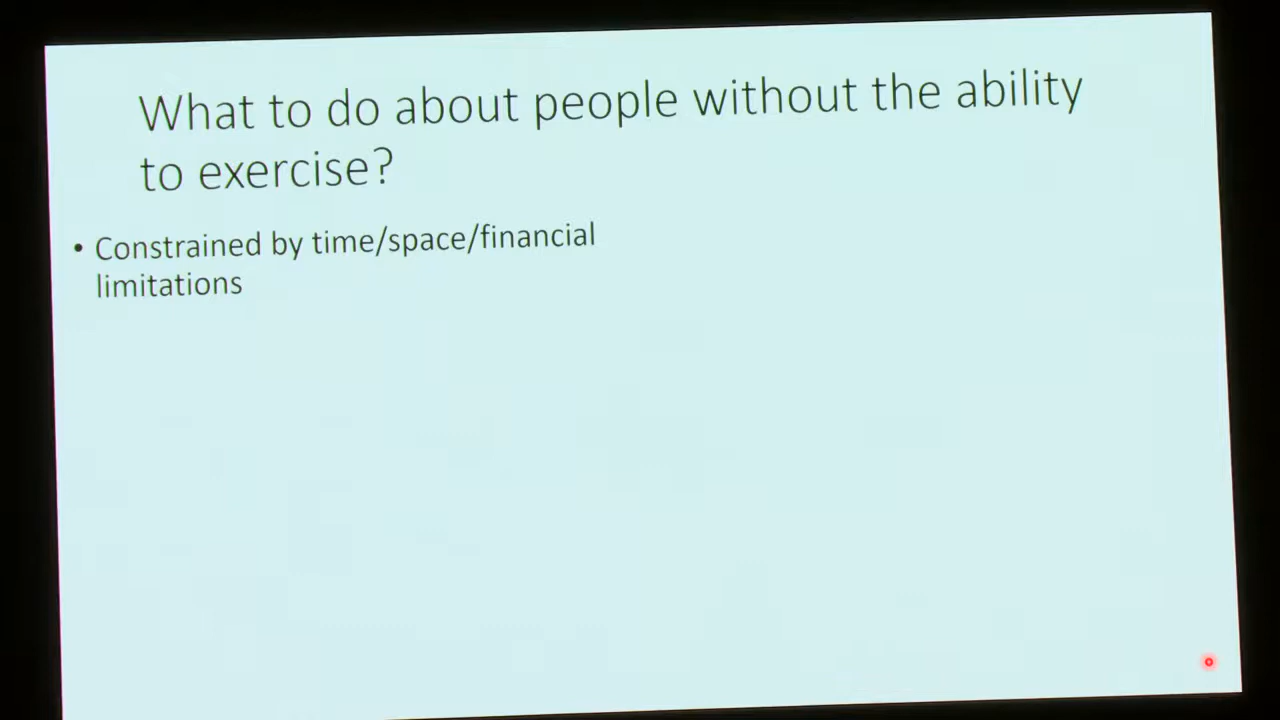 What to do about people without the ability
to exercise?
• Constrained by time/space/financial
limitations